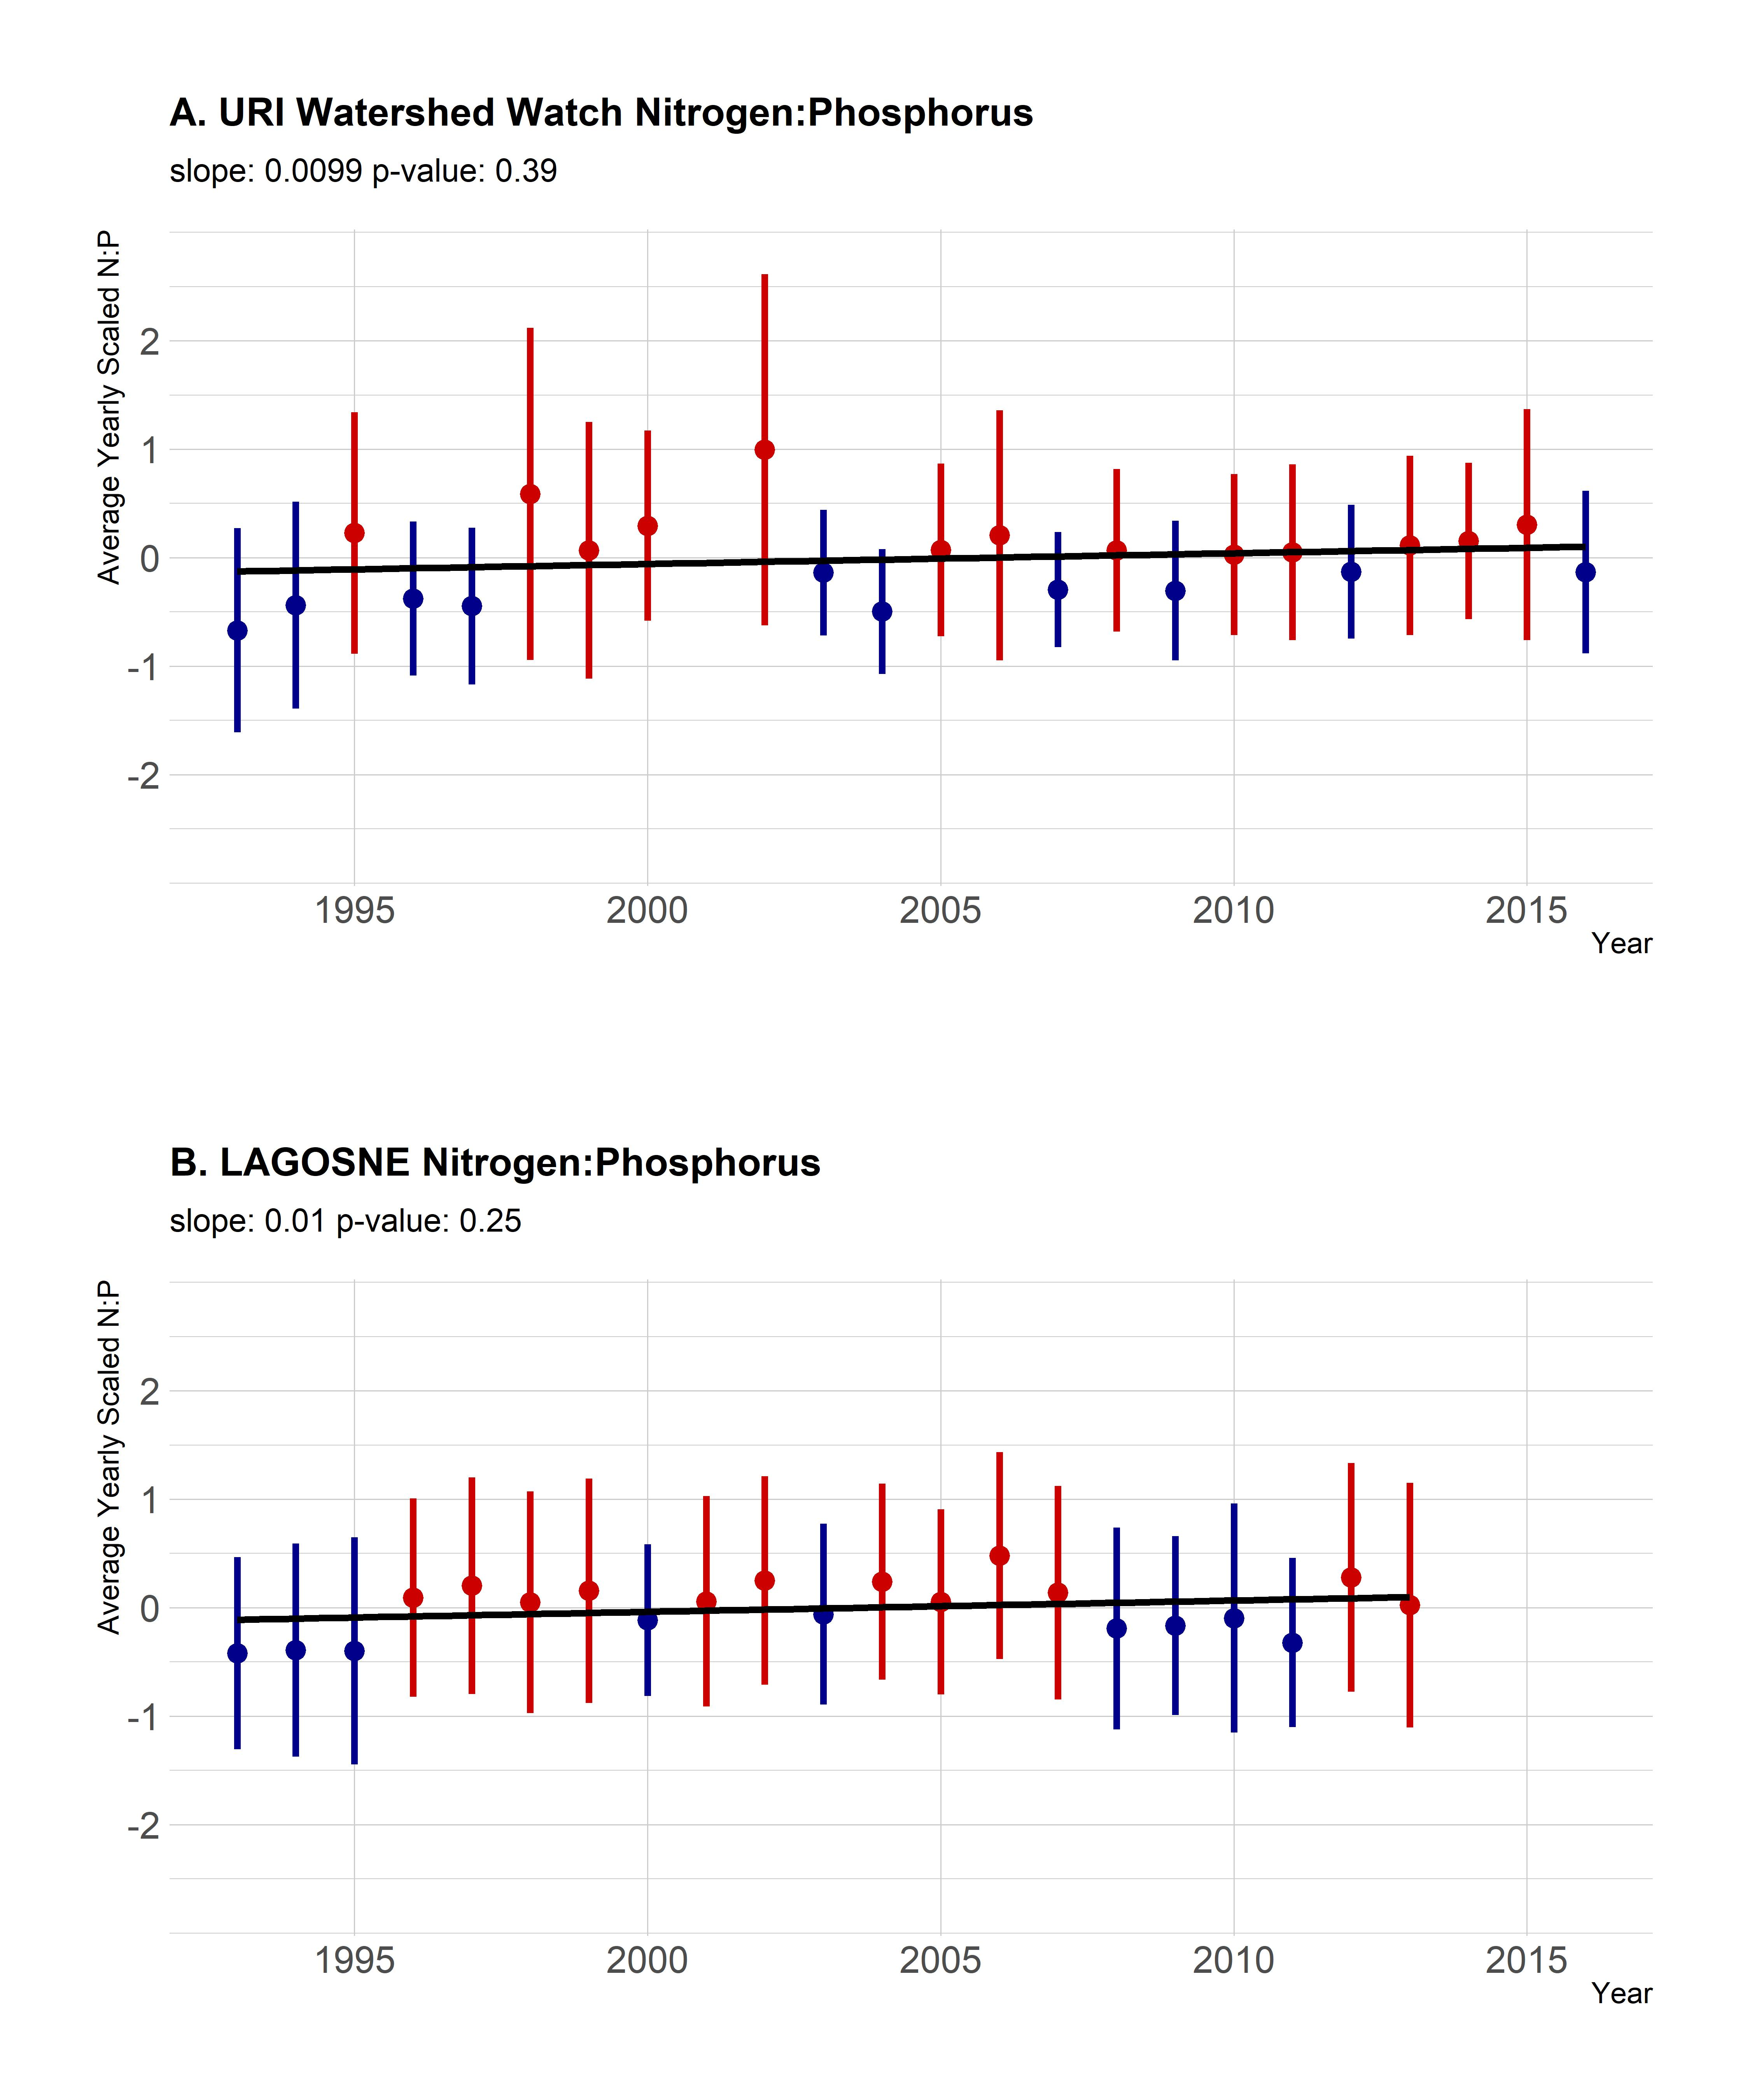 A. URI Watershed Watch Nitrogen:Phosphorus
slope: 0.0099 p-value: 0.39
Average Yearly Scaled N:P
2
1
0
-1
-2
1995 2000 2005 2010 2015
Year
B. LAGOSNE Nitrogen:Phosphorus
slope: 0.01 p-value: 0.25
Average Yearly Scaled N:P
2
1
0
-1
-2
1995 2000 2005 2010 2015
Year